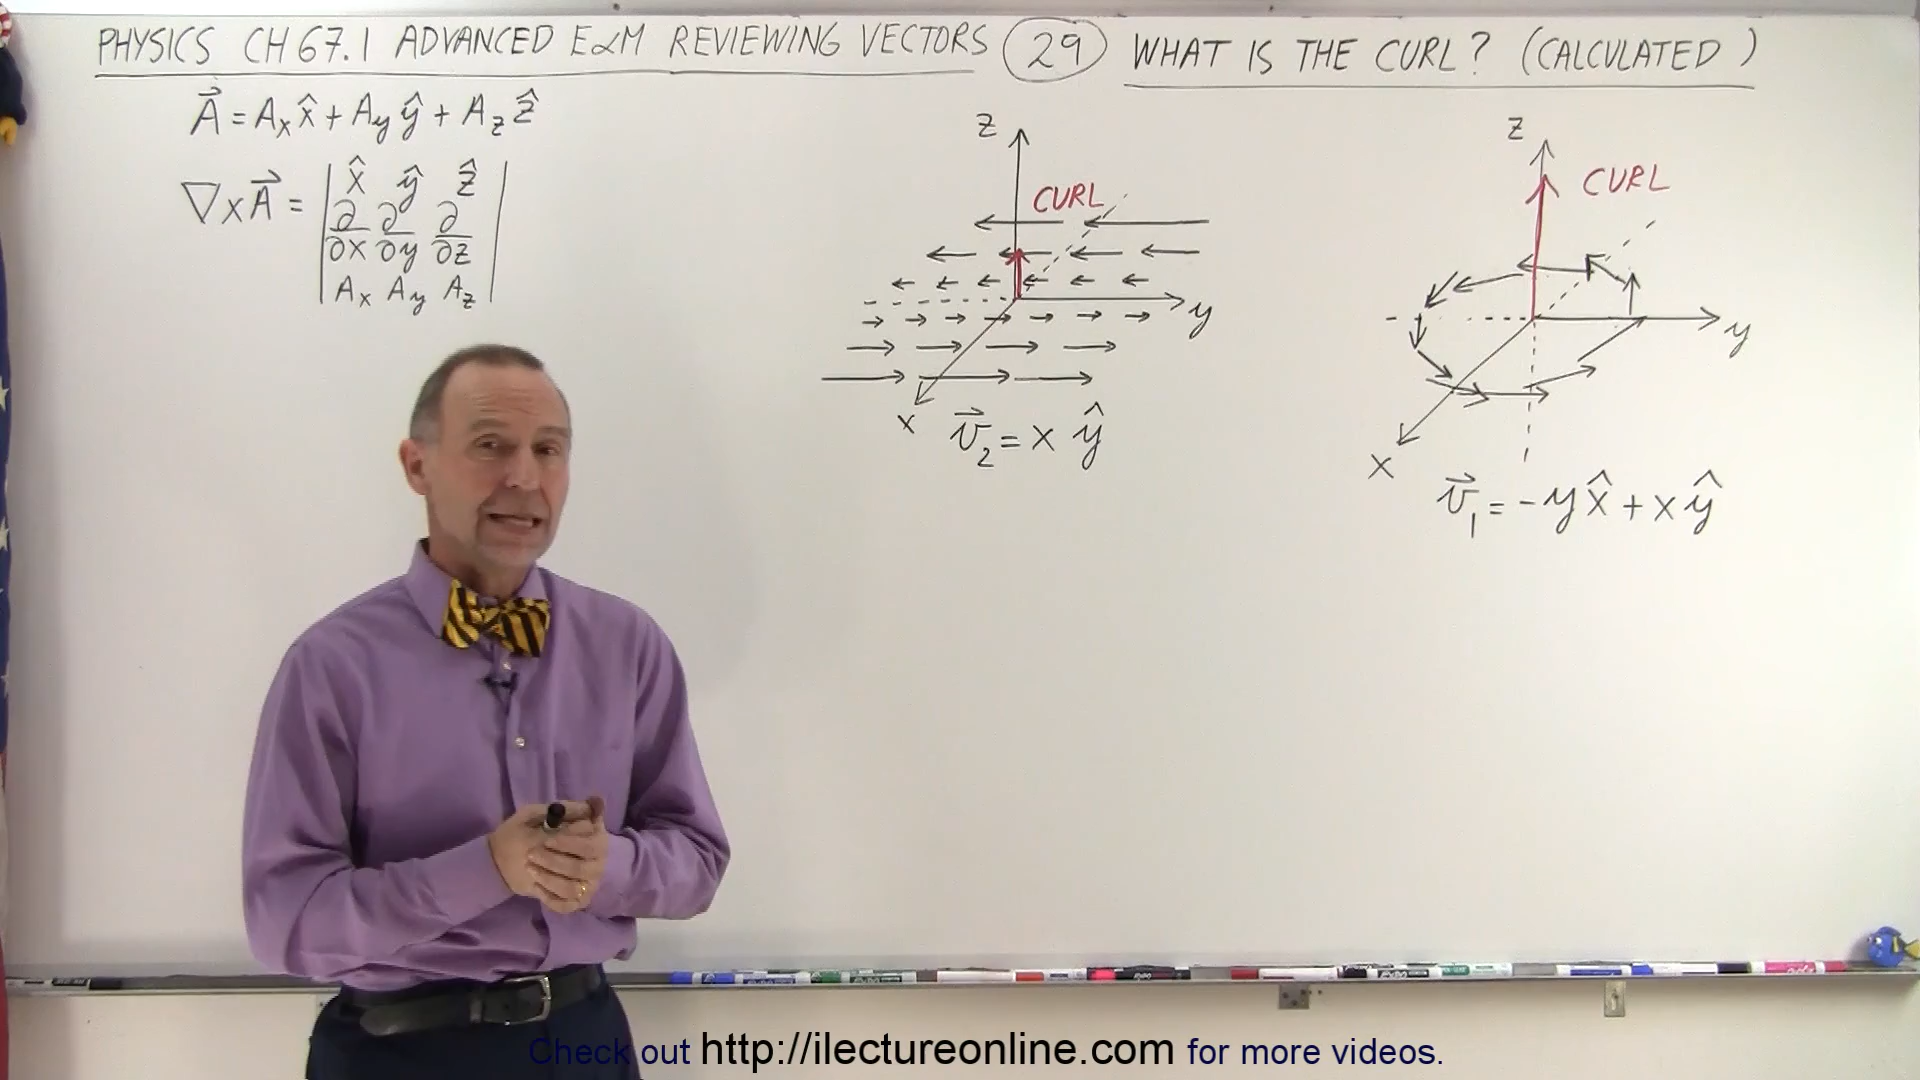 PHYSICS CH 67.1 ADVANCED E&M REVIEWING VECTORS 29 WHAT IS THE CURL? (CALCULATED)
A⃗ = Aₓ x̂ + A_y ŷ + A_z ẑ
∇ x A⃗ = | x̂ ŷ ẑ |
| ∂/∂x ∂/∂y ∂/∂z |
| Aₓ A_y A_z |
z
CURL
y
x
v⃗₂ = x ŷ
z
CURL
y
x
v⃗₁ = -y x̂ + x ŷ
Check out http://ilectureonline.com for more videos.